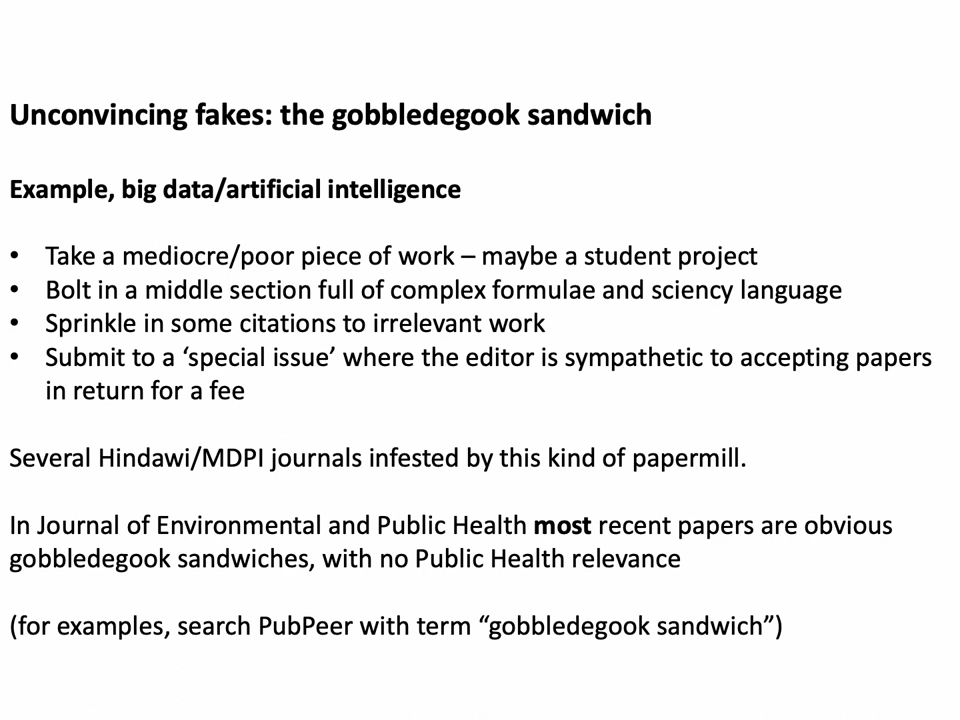 Unconvincing fakes: the gobbledegook sandwich
Example, big data/artificial intelligence
• Take a mediocre/poor piece of work – maybe a student project
• Bolt in a middle section full of complex formulae and sciency language
• Sprinkle in some citations to irrelevant work
• Submit to a ‘special issue’ where the editor is sympathetic to accepting papers
in return for a fee
Several Hindawi/MDPI journals infested by this kind of papermill.
In Journal of Environmental and Public Health most recent papers are obvious
gobbledegook sandwiches, with no Public Health relevance
(for examples, search PubPeer with term “gobbledegook sandwich”)